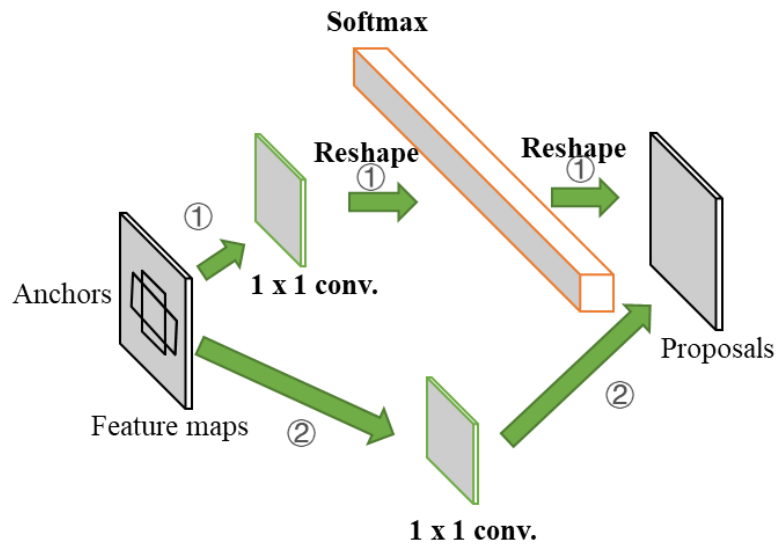 Softmax
Reshape
①
Reshape
①
①
1 x 1 conv.
Anchors
Feature maps
②
Proposals
②
1 x 1 conv.